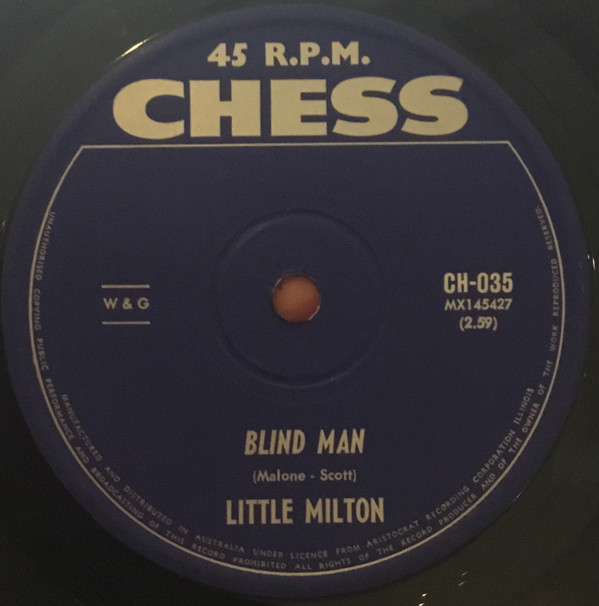 45 R.P.M.
CHESS
W & G
CH-035
MX145427
(2.59)
BLIND MAN
(Malone - Scott)
LITTLE MILTON
MANUFACTURED AND DISTRIBUTED IN AUSTRALIA UNDER LICENCE FROM ARISTOCRAT RECORDING CORPORATION ILLINOIS
UNAUTHORISED COPYING PUBLIC PERFORMANCE AND BROADCASTING OF THIS RECORD PROHIBITED ALL RIGHTS OF THE RECORD PRODUCER AND OF THE OWNER OF THE WORK REPRODUCED RESERVED.